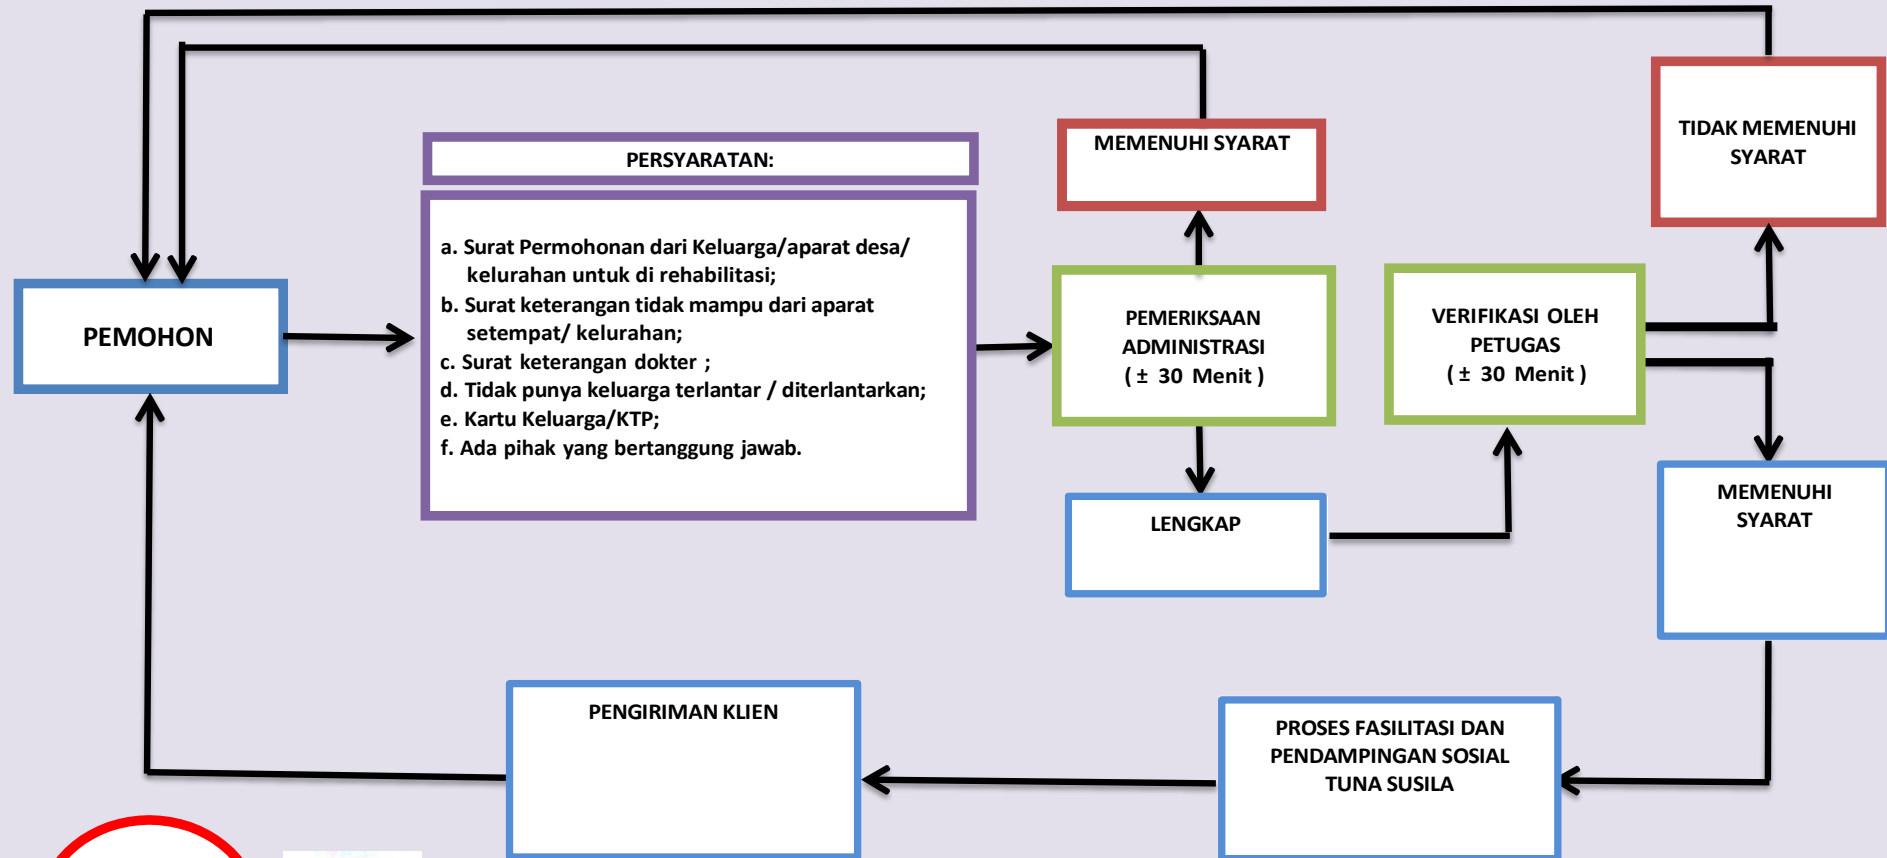 PEMOHON
PERSYARATAN:
a. Surat Permohonan dari Keluarga/aparat desa/
kelurahan untuk di rehabilitasi;
b. Surat keterangan tidak mampu dari aparat
setempat/ kelurahan;
c. Surat keterangan dokter ;
d. Tidak punya keluarga terlantar / diterlantarkan;
e. Kartu Keluarga/KTP;
f. Ada pihak yang bertanggung jawab.
MEMENUHI SYARAT
PEMERIKSAAN
ADMINISTRASI
( ± 30 Menit )
LENGKAP
VERIFIKASI OLEH
PETUGAS
( ± 30 Menit )
TIDAK MEMENUHI
SYARAT
MEMENUHI
SYARAT
PROSES FASILITASI DAN
PENDAMPINGAN SOSIAL
TUNA SUSILA
PENGIRIMAN KLIEN